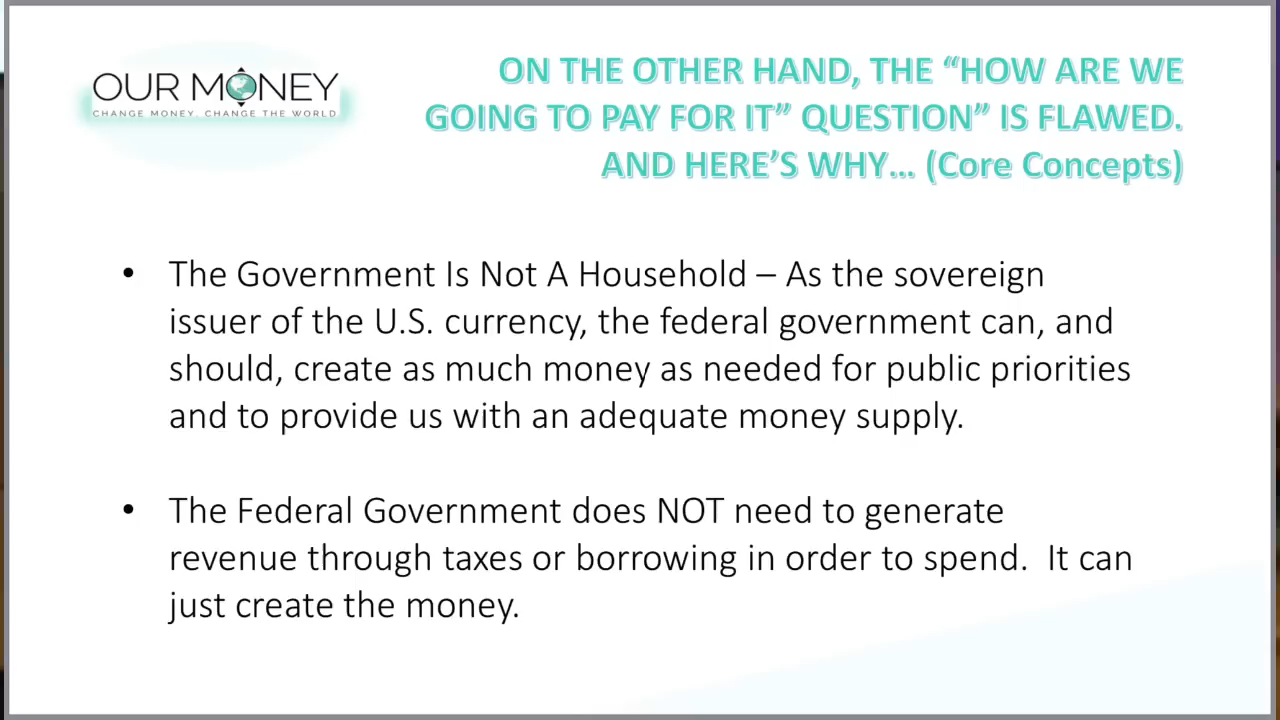 OUR MONEY
CHANGE MONEY. CHANGE THE WORLD
ON THE OTHER HAND, THE “HOW ARE WE
GOING TO PAY FOR IT” QUESTION” IS FLAWED.
AND HERE’S WHY… (Core Concepts)
• The Government Is Not A Household – As the sovereign
issuer of the U.S. currency, the federal government can, and
should, create as much money as needed for public priorities
and to provide us with an adequate money supply.
• The Federal Government does NOT need to generate
revenue through taxes or borrowing in order to spend.  It can
just create the money.